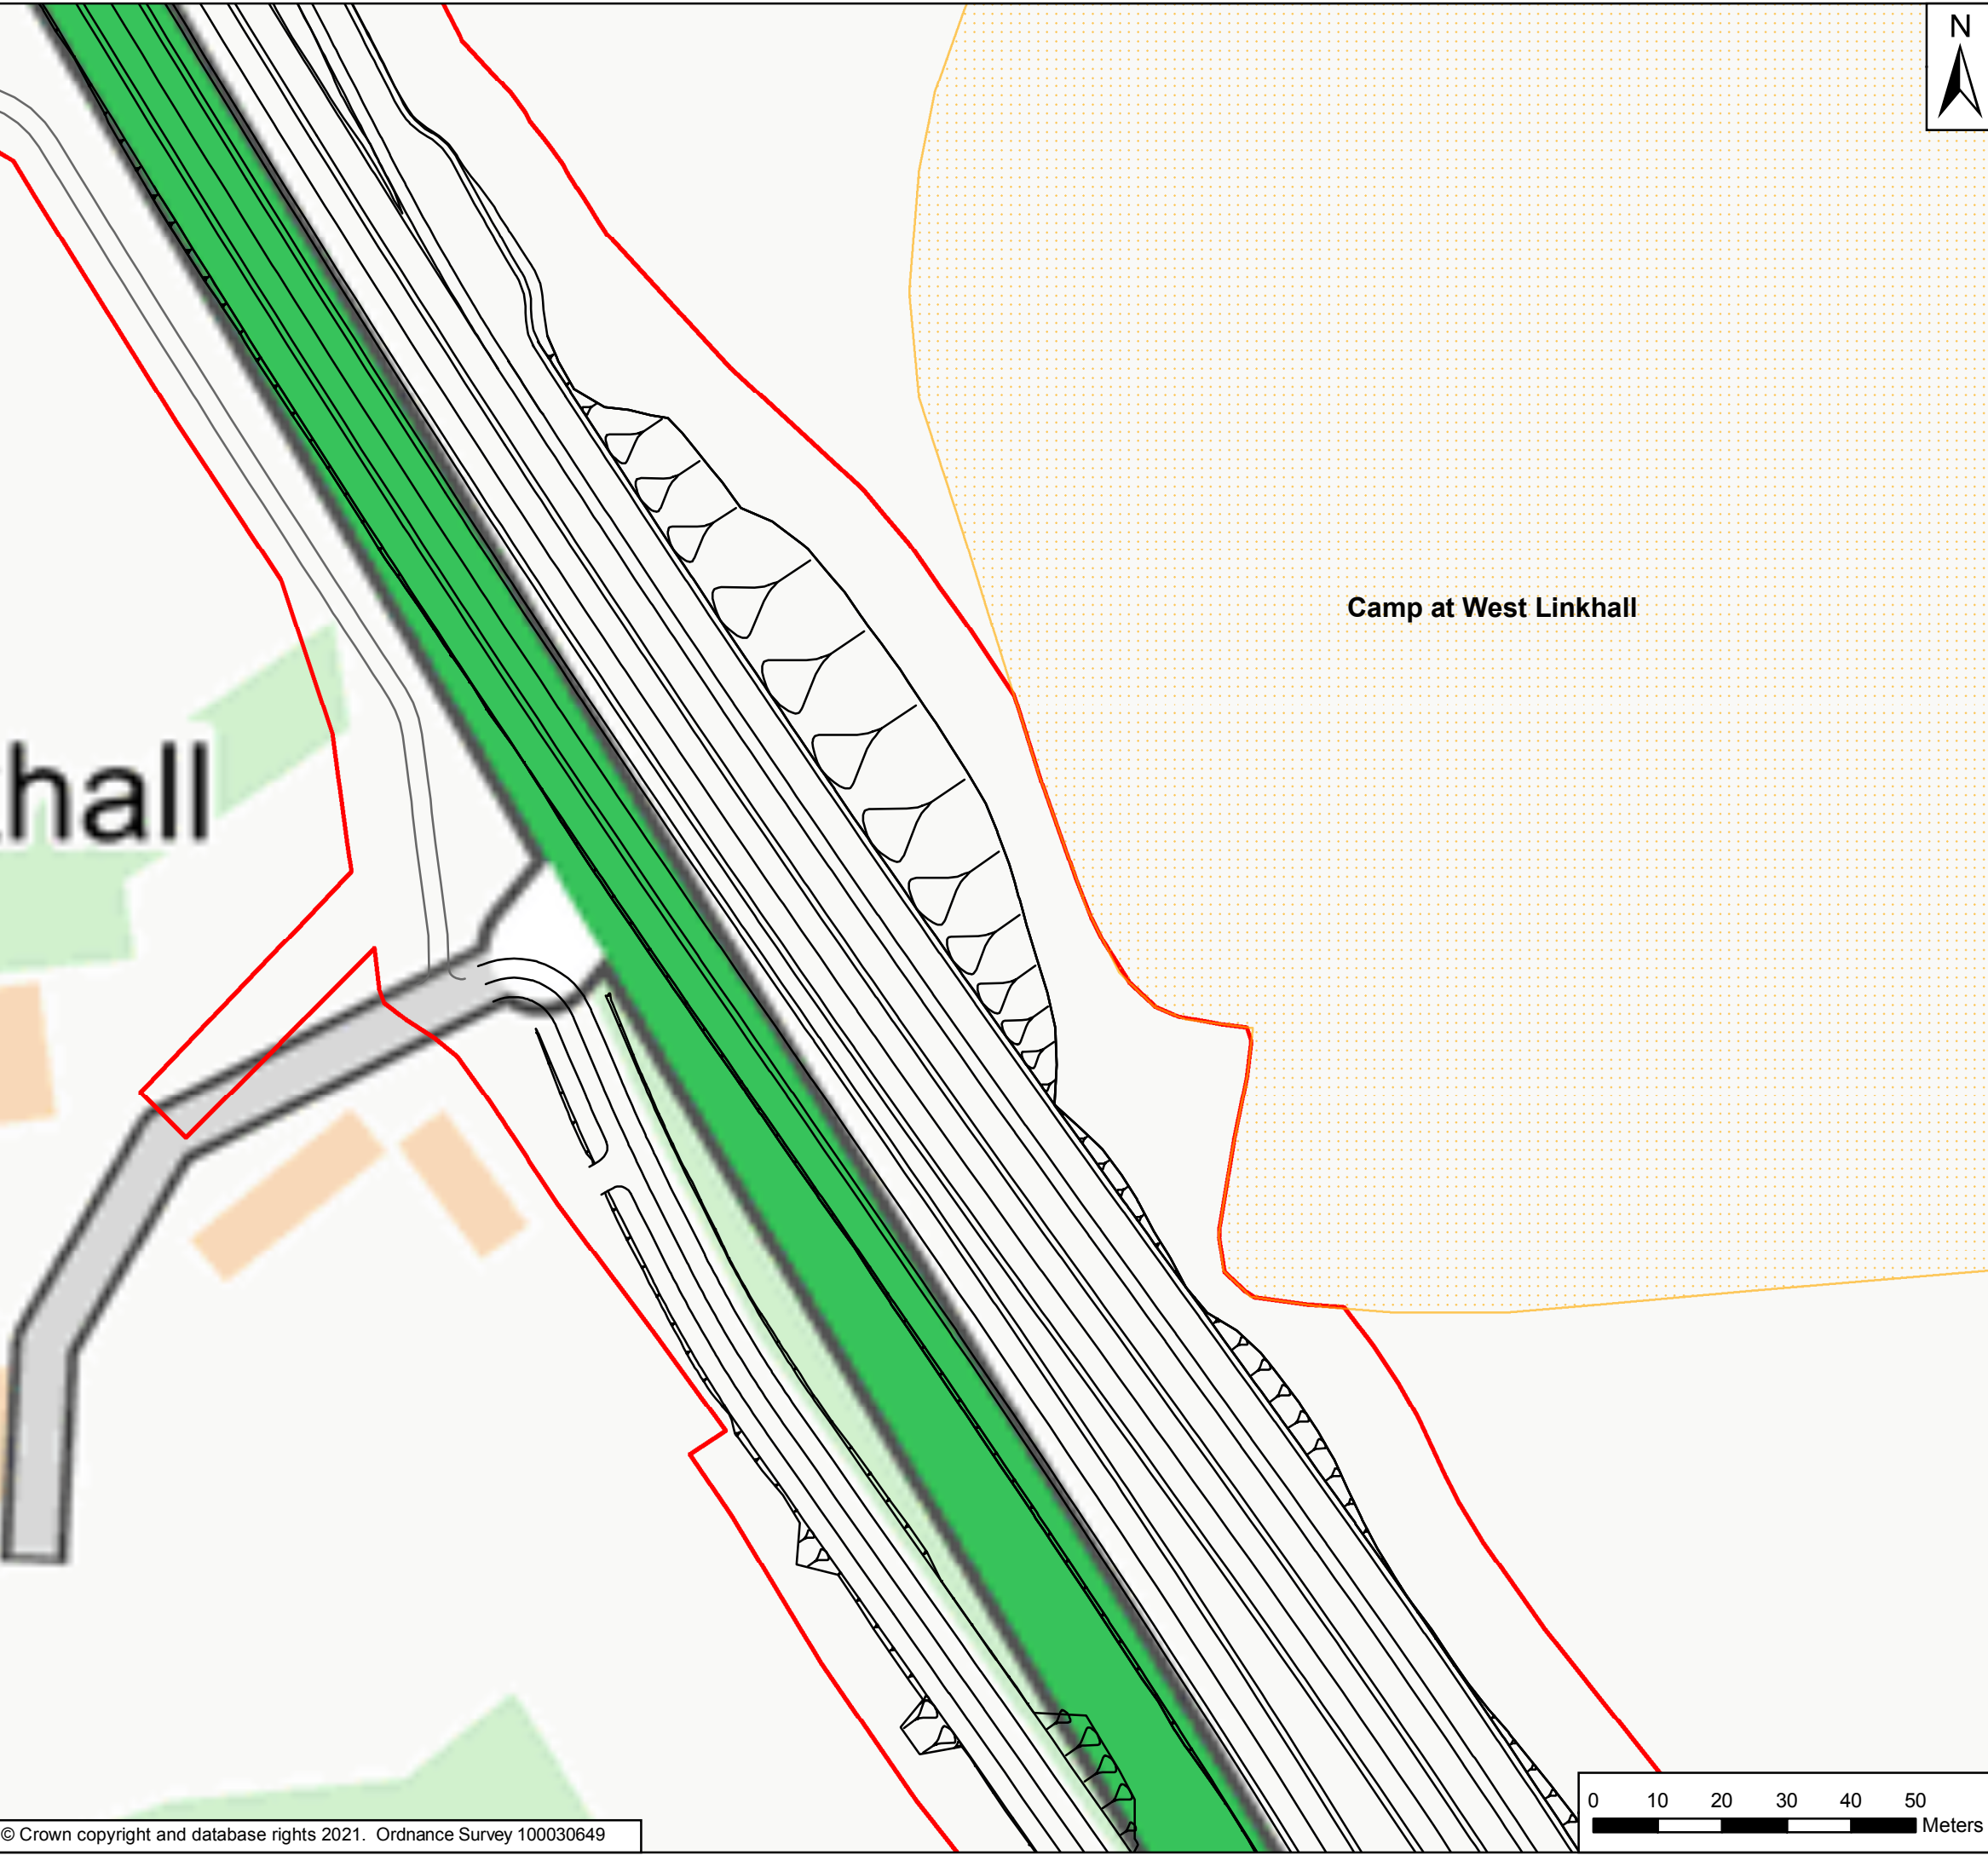 N
Camp at West Linkhall
hall
0 10 20 30 40 50
Meters
© Crown copyright and database rights 2021. Ordnance Survey 100030649